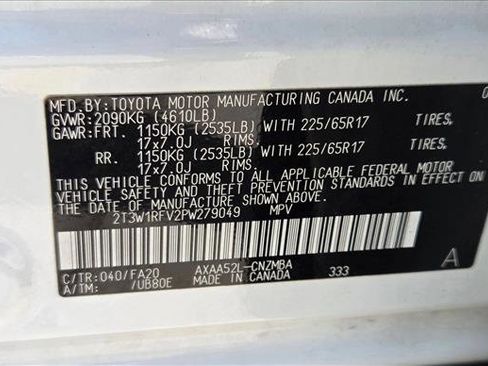 MFD.BY:TOYOTA MOTOR MANUFACTURING CANADA INC.
GVWR:2090KG (4610LB)
GAWR:FRT. 1150KG (2535LB) WITH 225/65R17 TIRES,
17x7.0J RIMS.
RR. 1150KG (2535LB) WITH 225/65R17 TIRES,
17x7.0J RIMS.
THIS VEHICLE CONFORMS TO ALL APPLICABLE FEDERAL MOTOR
VEHICLE SAFETY AND THEFT PREVENTION STANDARDS IN EFFECT
ON THE DATE OF MANUFACTURE SHOWN ABOVE.
2T3W1RFV2PW279049 MPV
C/TR:040/FA20 AXAA52L-CNZMBA
A/TM: /UB80E MADE IN CANADA 333
A